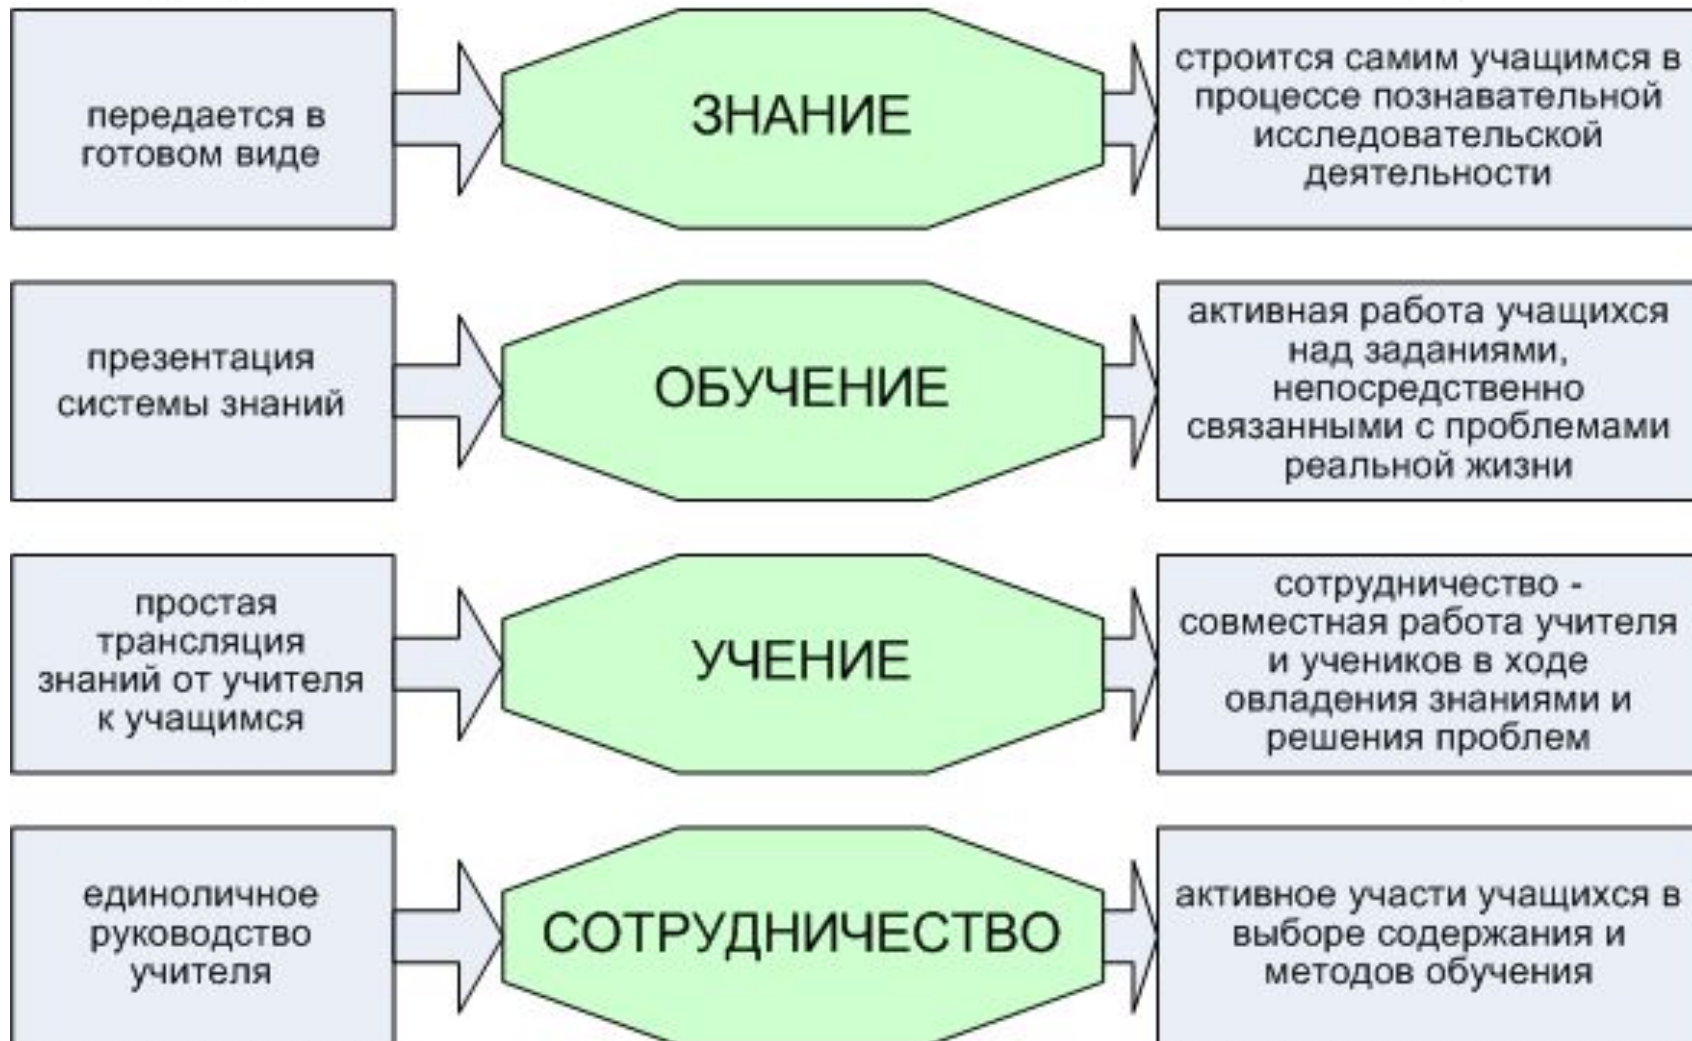 передается в
готовом виде
ЗНАНИЕ
строится самим учащимся в
процессе познавательной
исследовательской
деятельности
презентация
системы знаний
ОБУЧЕНИЕ
активная работа учащихся
над заданиями,
непосредственно
связанными с проблемами
реальной жизни
простая
трансляция
знаний от учителя
к учащимся
УЧЕНИЕ
сотрудничество -
совместная работа учителя
и учеников в ходе
овладения знаниями и
решения проблем
единоличное
руководство
учителя
СОТРУДНИЧЕСТВО
активное участи учащихся в
выборе содержания и
методов обучения